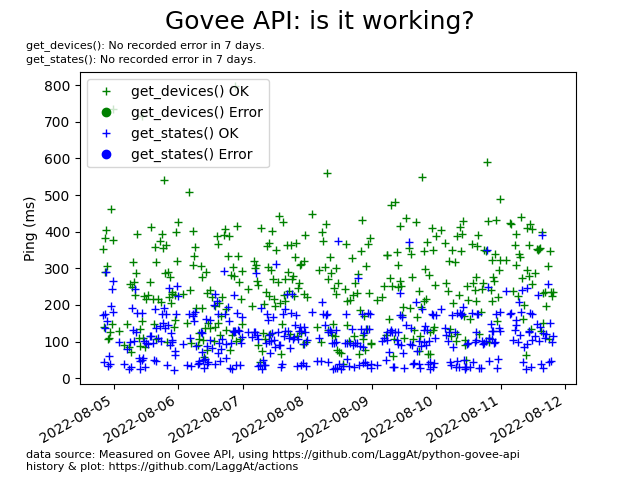 Govee API: is it working?
get_devices(): No recorded error in 7 days.
get_states(): No recorded error in 7 days.
get_devices() OK
get_devices() Error
get_states() OK
get_states() Error
Ping (ms)
800
700
600
500
400
300
200
100
0
2022-08-05
2022-08-06
2022-08-07
2022-08-08
2022-08-09
2022-08-10
2022-08-11
2022-08-12
data source: Measured on Govee API, using https://github.com/LaggAt/python-govee-api
history & plot: https://github.com/LaggAt/actions